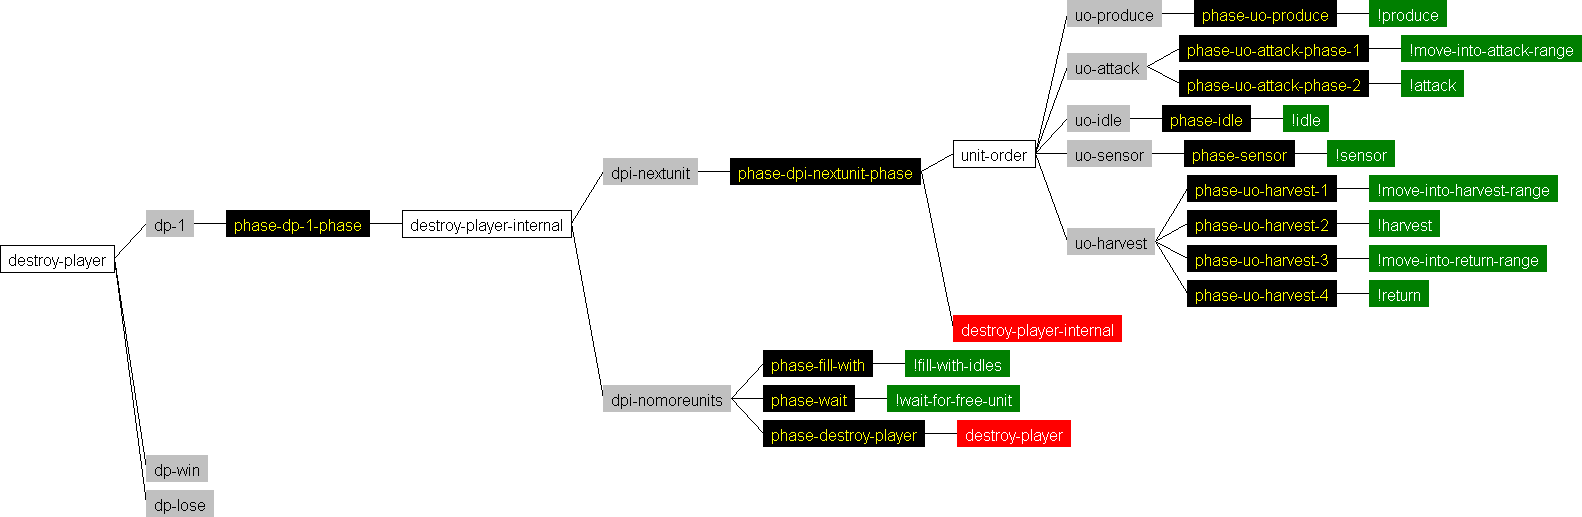 uo-produce phase-uo-produce !produce
phase-uo-attack-phase-1 !move-into-attack-range
uo-attack
phase-uo-attack-phase-2 !attack
uo-idle phase-idle !idle
unit-order uo-sensor phase-sensor !sensor
dpi-nextunit phase-dpi-nextunit-phase
phase-uo-harvest-1 !move-into-harvest-range
dp-1 phase-dp-1-phase destroy-player-internal phase-uo-harvest-2 !harvest
uo-harvest
destroy-player phase-uo-harvest-3 !move-into-return-range
phase-uo-harvest-4 !return
destroy-player-internal
phase-fill-with !fill-with-idles
dpi-nomoreunits phase-wait !wait-for-free-unit
phase-destroy-player destroy-player
dp-win
dp-lose